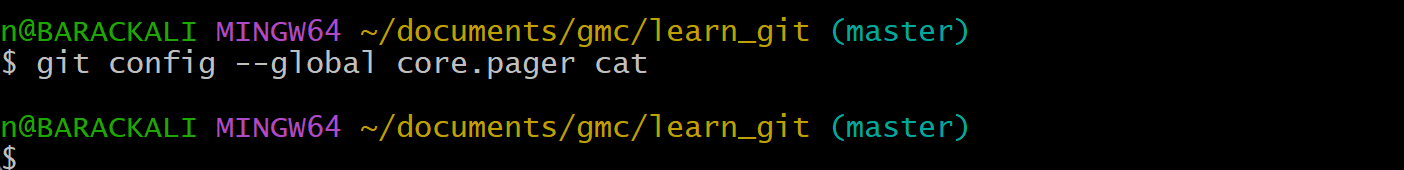 n@BARACKALI MINGW64 ~/documents/gmc/learn_git (master)
$ git config --global core.pager cat
n@BARACKALI MINGW64 ~/documents/gmc/learn_git (master)
$